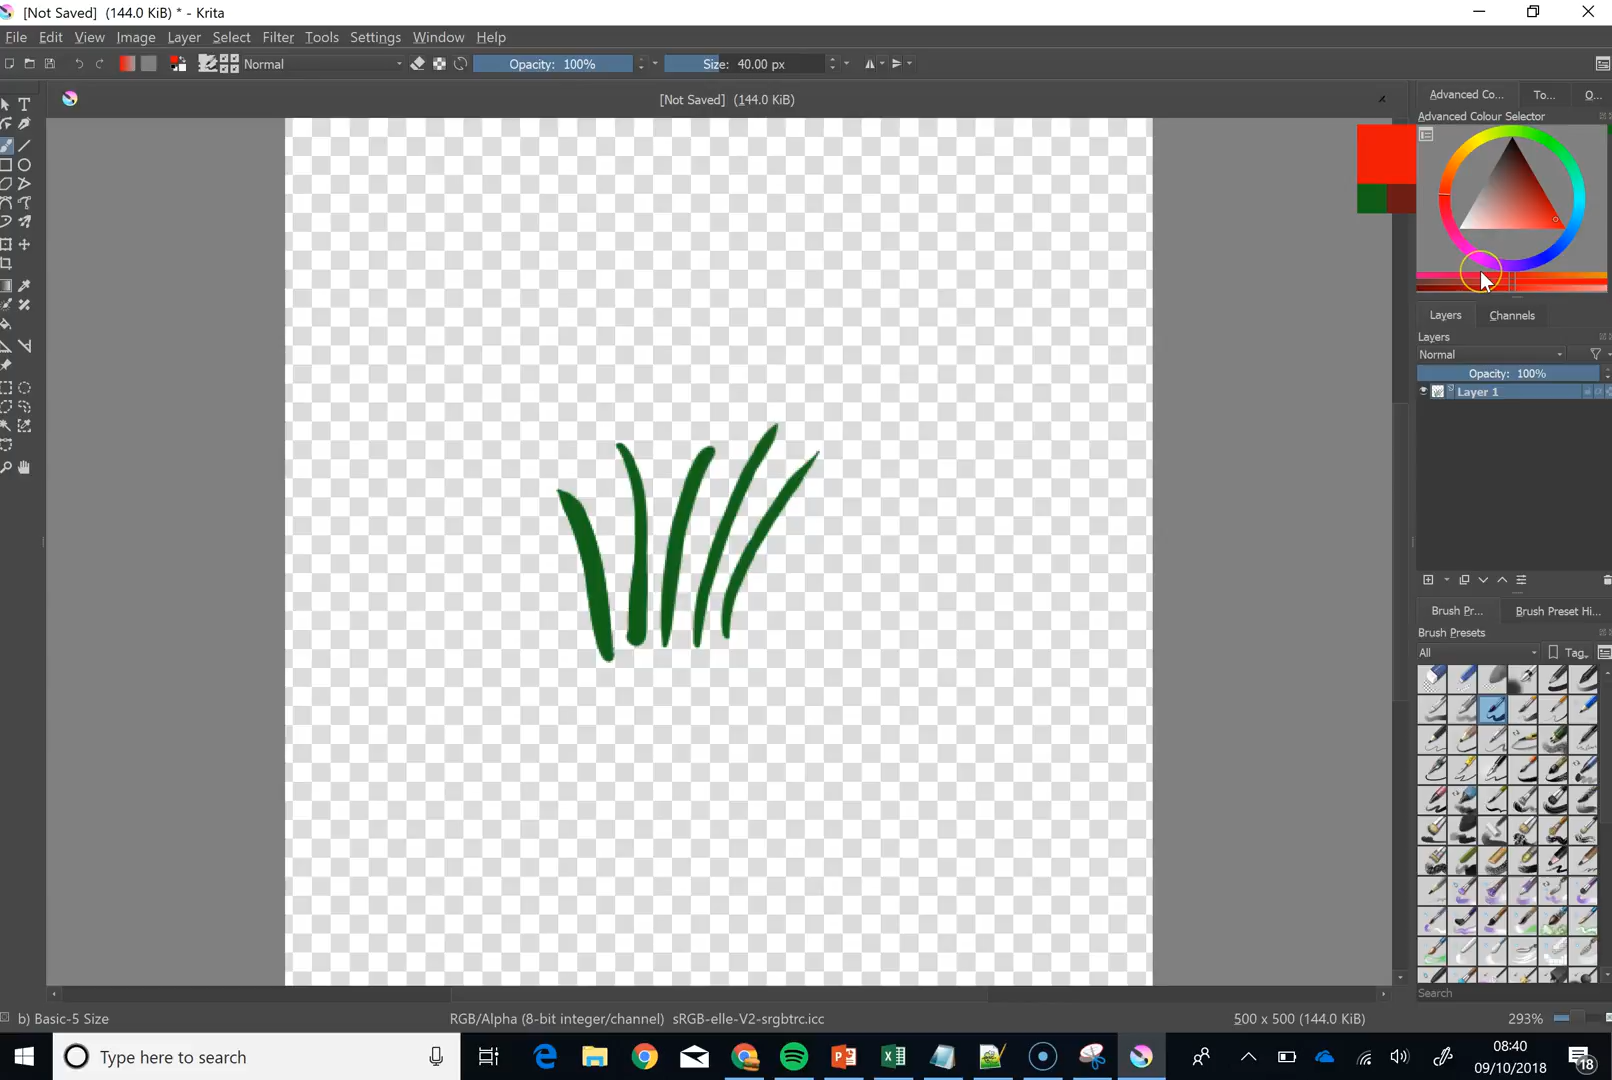 [Not Saved] (144.0 KiB) * - Krita
File Edit View Image Layer Select Filter Tools Settings Window Help
Normal Opacity: 100% Size: 40.00 px
[Not Saved] (144.0 KiB)
Advanced Co... To... O...
Advanced Colour Selector
Layers Channels
Layers
Normal
Opacity: 100%
Layer 1
Brush Pr... Brush Preset Hi...
Brush Presets
All Tag
Search
b) Basic-5 Size RGB/Alpha (8-bit integer/channel) sRGB-elle-V2-srgbtrc.icc 500 x 500 (144.0 KiB) 293%
Type here to search
08:40
09/10/2018
18